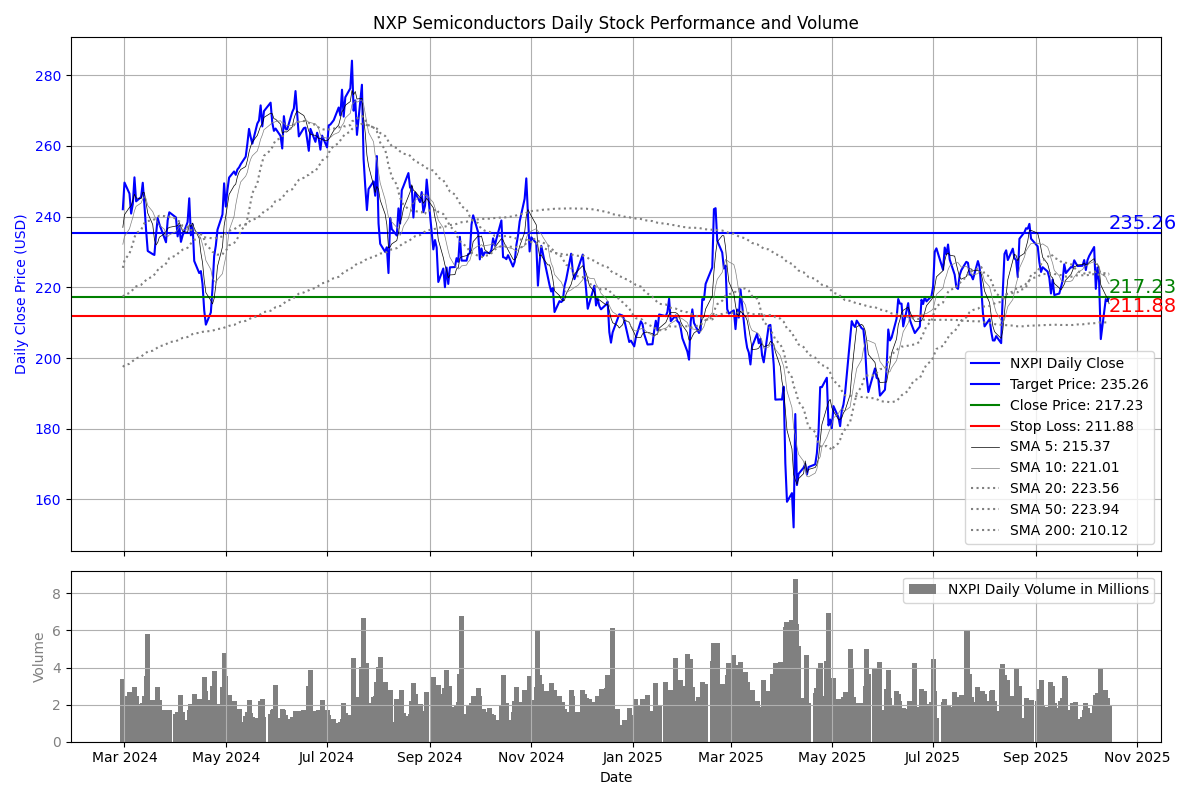 NXP Semiconductors Daily Stock Performance and Volume
Daily Close Price (USD)
280
260
240
220
200
180
160
235.26
217.23
211.88
NXPI Daily Close
Target Price: 235.26
Close Price: 217.23
Stop Loss: 211.88
SMA 5: 215.37
SMA 10: 221.01
SMA 20: 223.56
SMA 50: 223.94
SMA 200: 210.12
Volume
8
6
4
2
0
NXPI Daily Volume in Millions
Mar 2024 May 2024 Jul 2024 Sep 2024 Nov 2024 Jan 2025 Mar 2025 May 2025 Jul 2025 Sep 2025 Nov 2025
Date